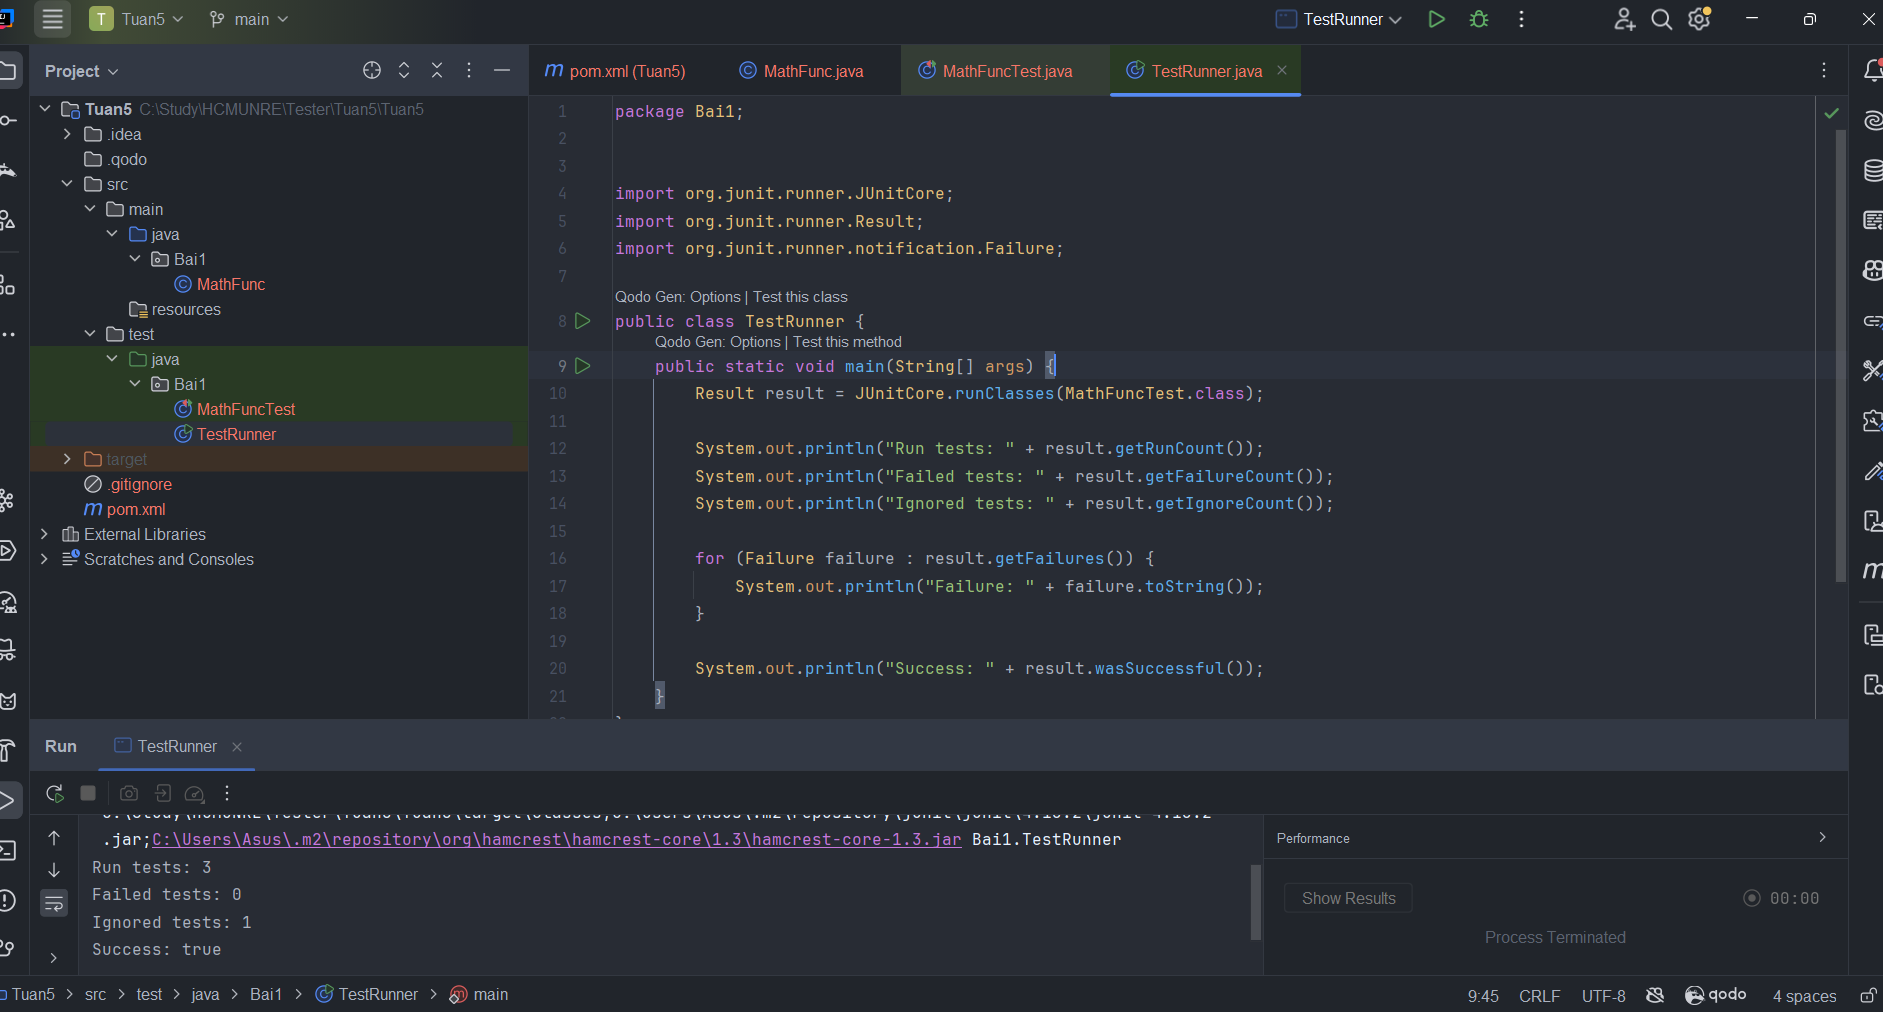 T Tuan5 main TestRunner
Project
pom.xml (Tuan5) MathFunc.java MathFuncTest.java TestRunner.java
Tuan5 C:\Study\HCMUNRE\Tester\Tuan5\Tuan5
.idea
.qodo
src
main
java
Bai1
MathFunc
resources
test
java
Bai1
MathFuncTest
TestRunner
target
.gitignore
pom.xml
External Libraries
Scratches and Consoles
1 package Bai1;
2
3
4 import org.junit.runner.JUnitCore;
5 import org.junit.runner.Result;
6 import org.junit.runner.notification.Failure;
7
Qodo Gen: Options | Test this class
8 public class TestRunner {
Qodo Gen: Options | Test this method
9 public static void main(String[] args) {
10 Result result = JUnitCore.runClasses(MathFuncTest.class);
11
12 System.out.println("Run tests: " + result.getRunCount());
13 System.out.println("Failed tests: " + result.getFailureCount());
14 System.out.println("Ignored tests: " + result.getIgnoreCount());
15
16 for (Failure failure : result.getFailures()) {
17 System.out.println("Failure: " + failure.toString());
18 }
19
20 System.out.println("Success: " + result.wasSuccessful());
21 }
Run TestRunner
.jar;C:\Users\Asus\.m2\repository\org\hamcrest\hamcrest-core\1.3\hamcrest-core-1.3.jar Bai1.TestRunner
Run tests: 3
Failed tests: 0
Ignored tests: 1
Success: true
Performance
Show Results 00:00
Process Terminated
Tuan5 > src > test > java > Bai1 > TestRunner > main
9:45 CRLF UTF-8 qodo 4 spaces